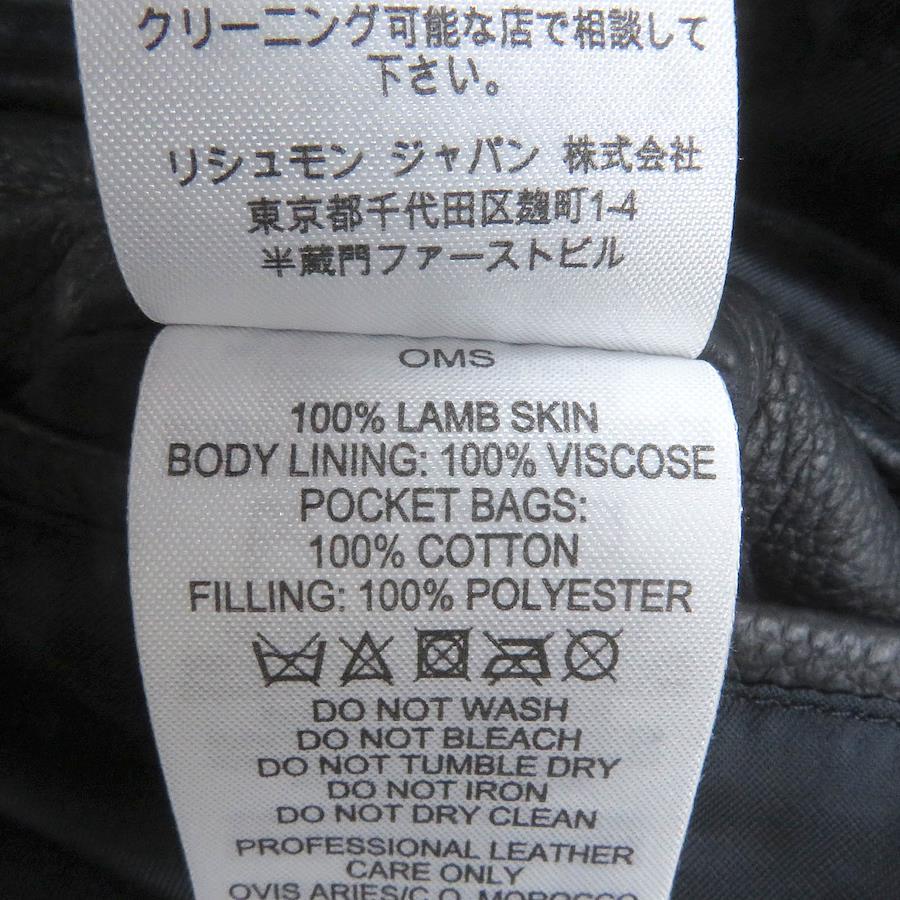 クリーニング可能な店で相談して
下さい。
リシュモン ジャパン 株式会社
東京都千代田区麹町1-4
半蔵門ファーストビル
OMS
100% LAMB SKIN
BODY LINING: 100% VISCOSE
POCKET BAGS:
100% COTTON
FILLING: 100% POLYESTER
DO NOT WASH
DO NOT BLEACH
DO NOT TUMBLE DRY
DO NOT IRON
DO NOT DRY CLEAN
PROFESSIONAL LEATHER
CARE ONLY
OVIS ARIES/C.O. MOROCCO